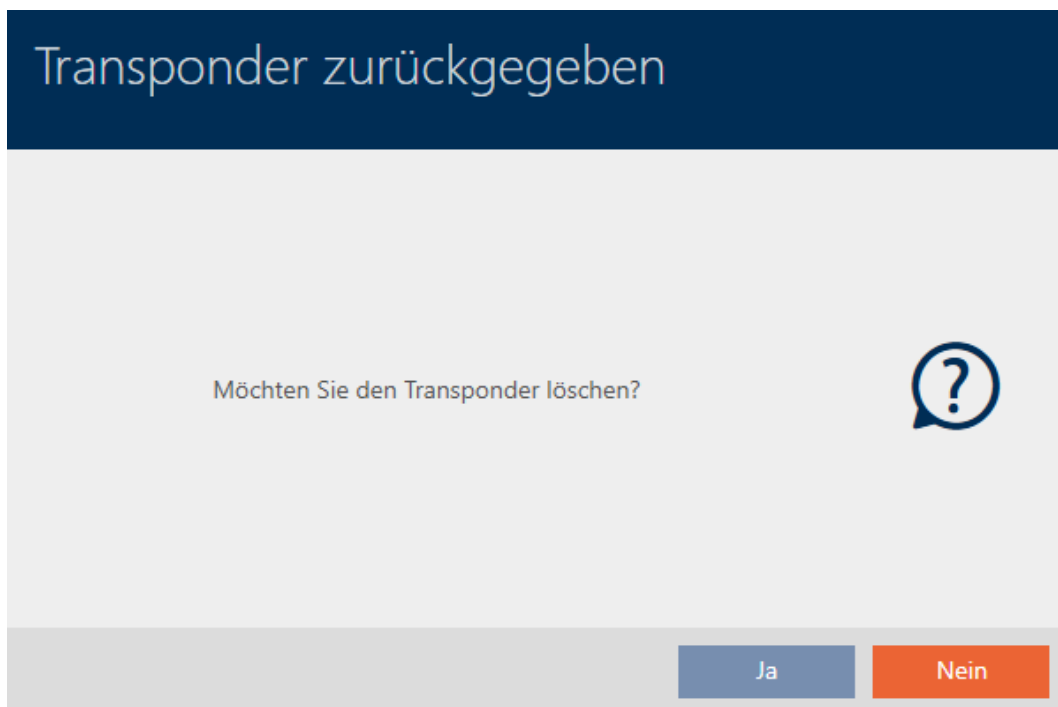 Transponder zurückgegeben
Möchten Sie den Transponder löschen?
?
Ja
Nein